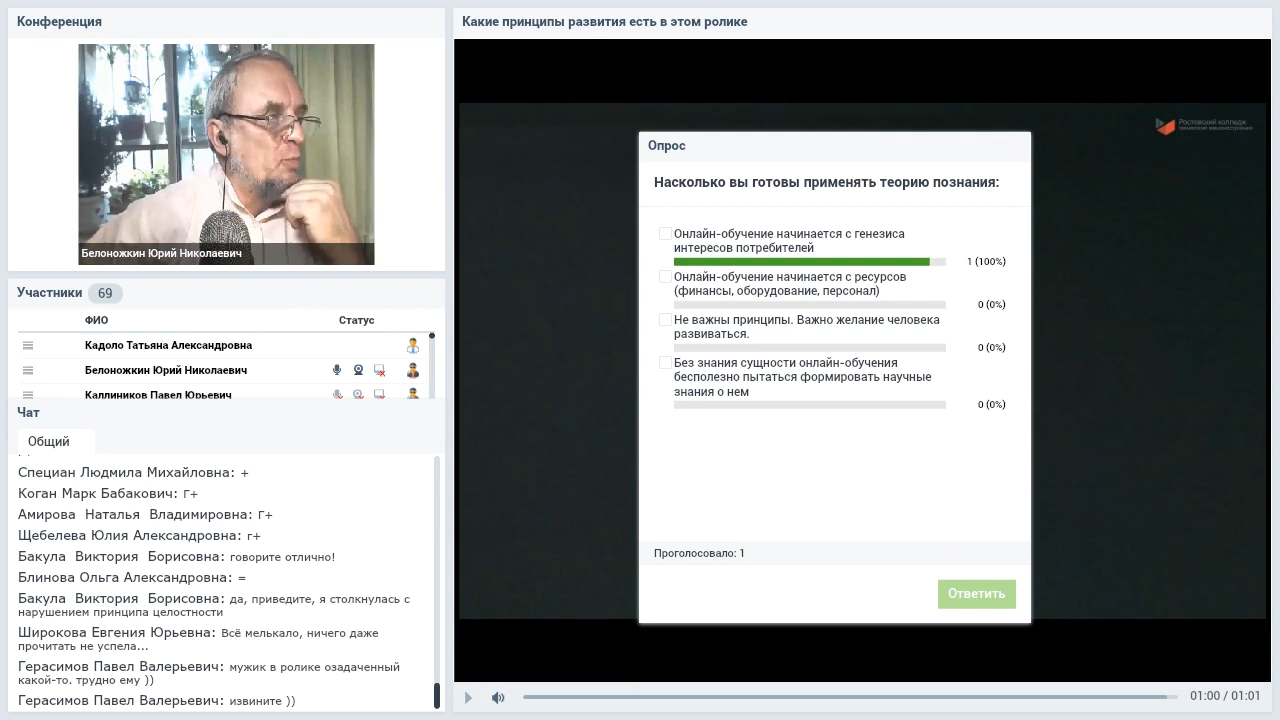 Конференция
Белоножкин Юрий Николаевич
Участники 69
ФИО Статус
Кадоло Татьяна Александровна
Белоножкин Юрий Николаевич
Каллиников Павел Юрьевич
Чат
Общий
Специан Людмила Михайловна: +
Коган Марк Бабакович: Г+
Амирова Наталья Владимировна: Г+
Щебелева Юлия Александровна: г+
Бакула Виктория Борисовна: говорите отлично!
Блинова Ольга Александровна: =
Бакула Виктория Борисовна: да, приведите, я столкнулась с
нарушением принципа целостности
Широкова Евгения Юрьевна: Всё мелькало, ничего даже
прочитать не успела...
Герасимов Павел Валерьевич: мужик в ролике озадаченный
какой-то. трудно ему ))
Герасимов Павел Валерьевич: извините ))
Какие принципы развития есть в этом ролике
Ростовский колледж
технологий машиностроения
Опрос
Насколько вы готовы применять теорию познания:
Онлайн-обучение начинается с генезиса
интересов потребителей
1 (100%)
Онлайн-обучение начинается с ресурсов
(финансы, оборудование, персонал)
0 (0%)
Не важны принципы. Важно желание человека
развиваться.
0 (0%)
Без знания сущности онлайн-обучения
бесполезно пытаться формировать научные
знания о нем
0 (0%)
Проголосовало: 1
Ответить
01:00 / 01:01